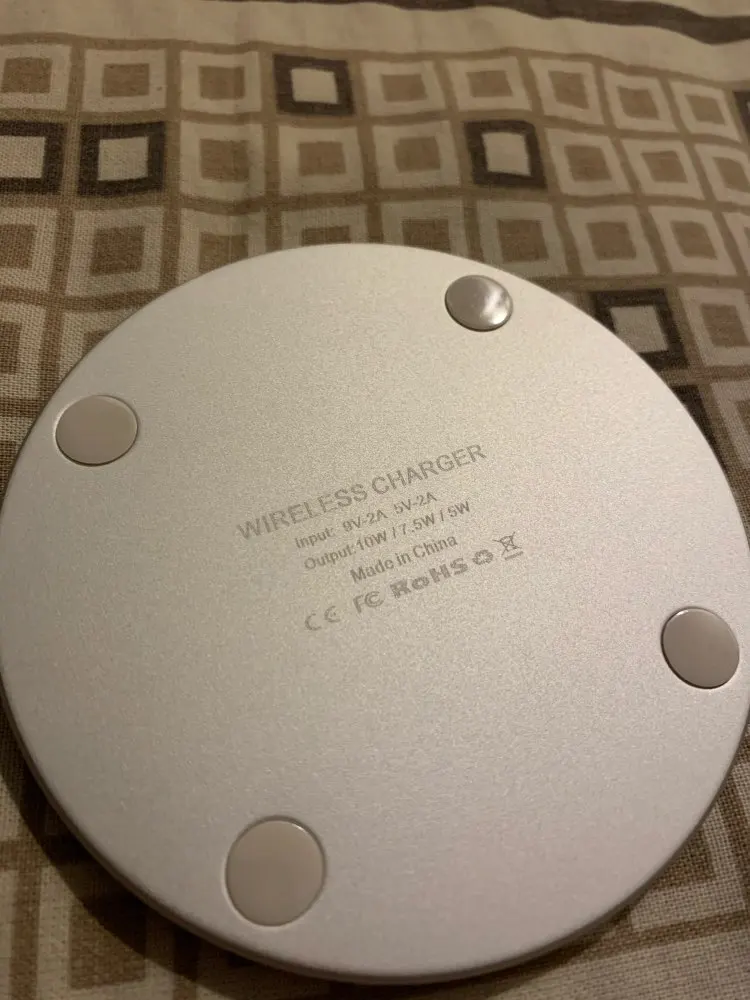 WIRELESS CHARGER
Input: 9V-2A 5V-2A
Output:10W / 7.5W / 5W
Made in China
CE FC RoHS